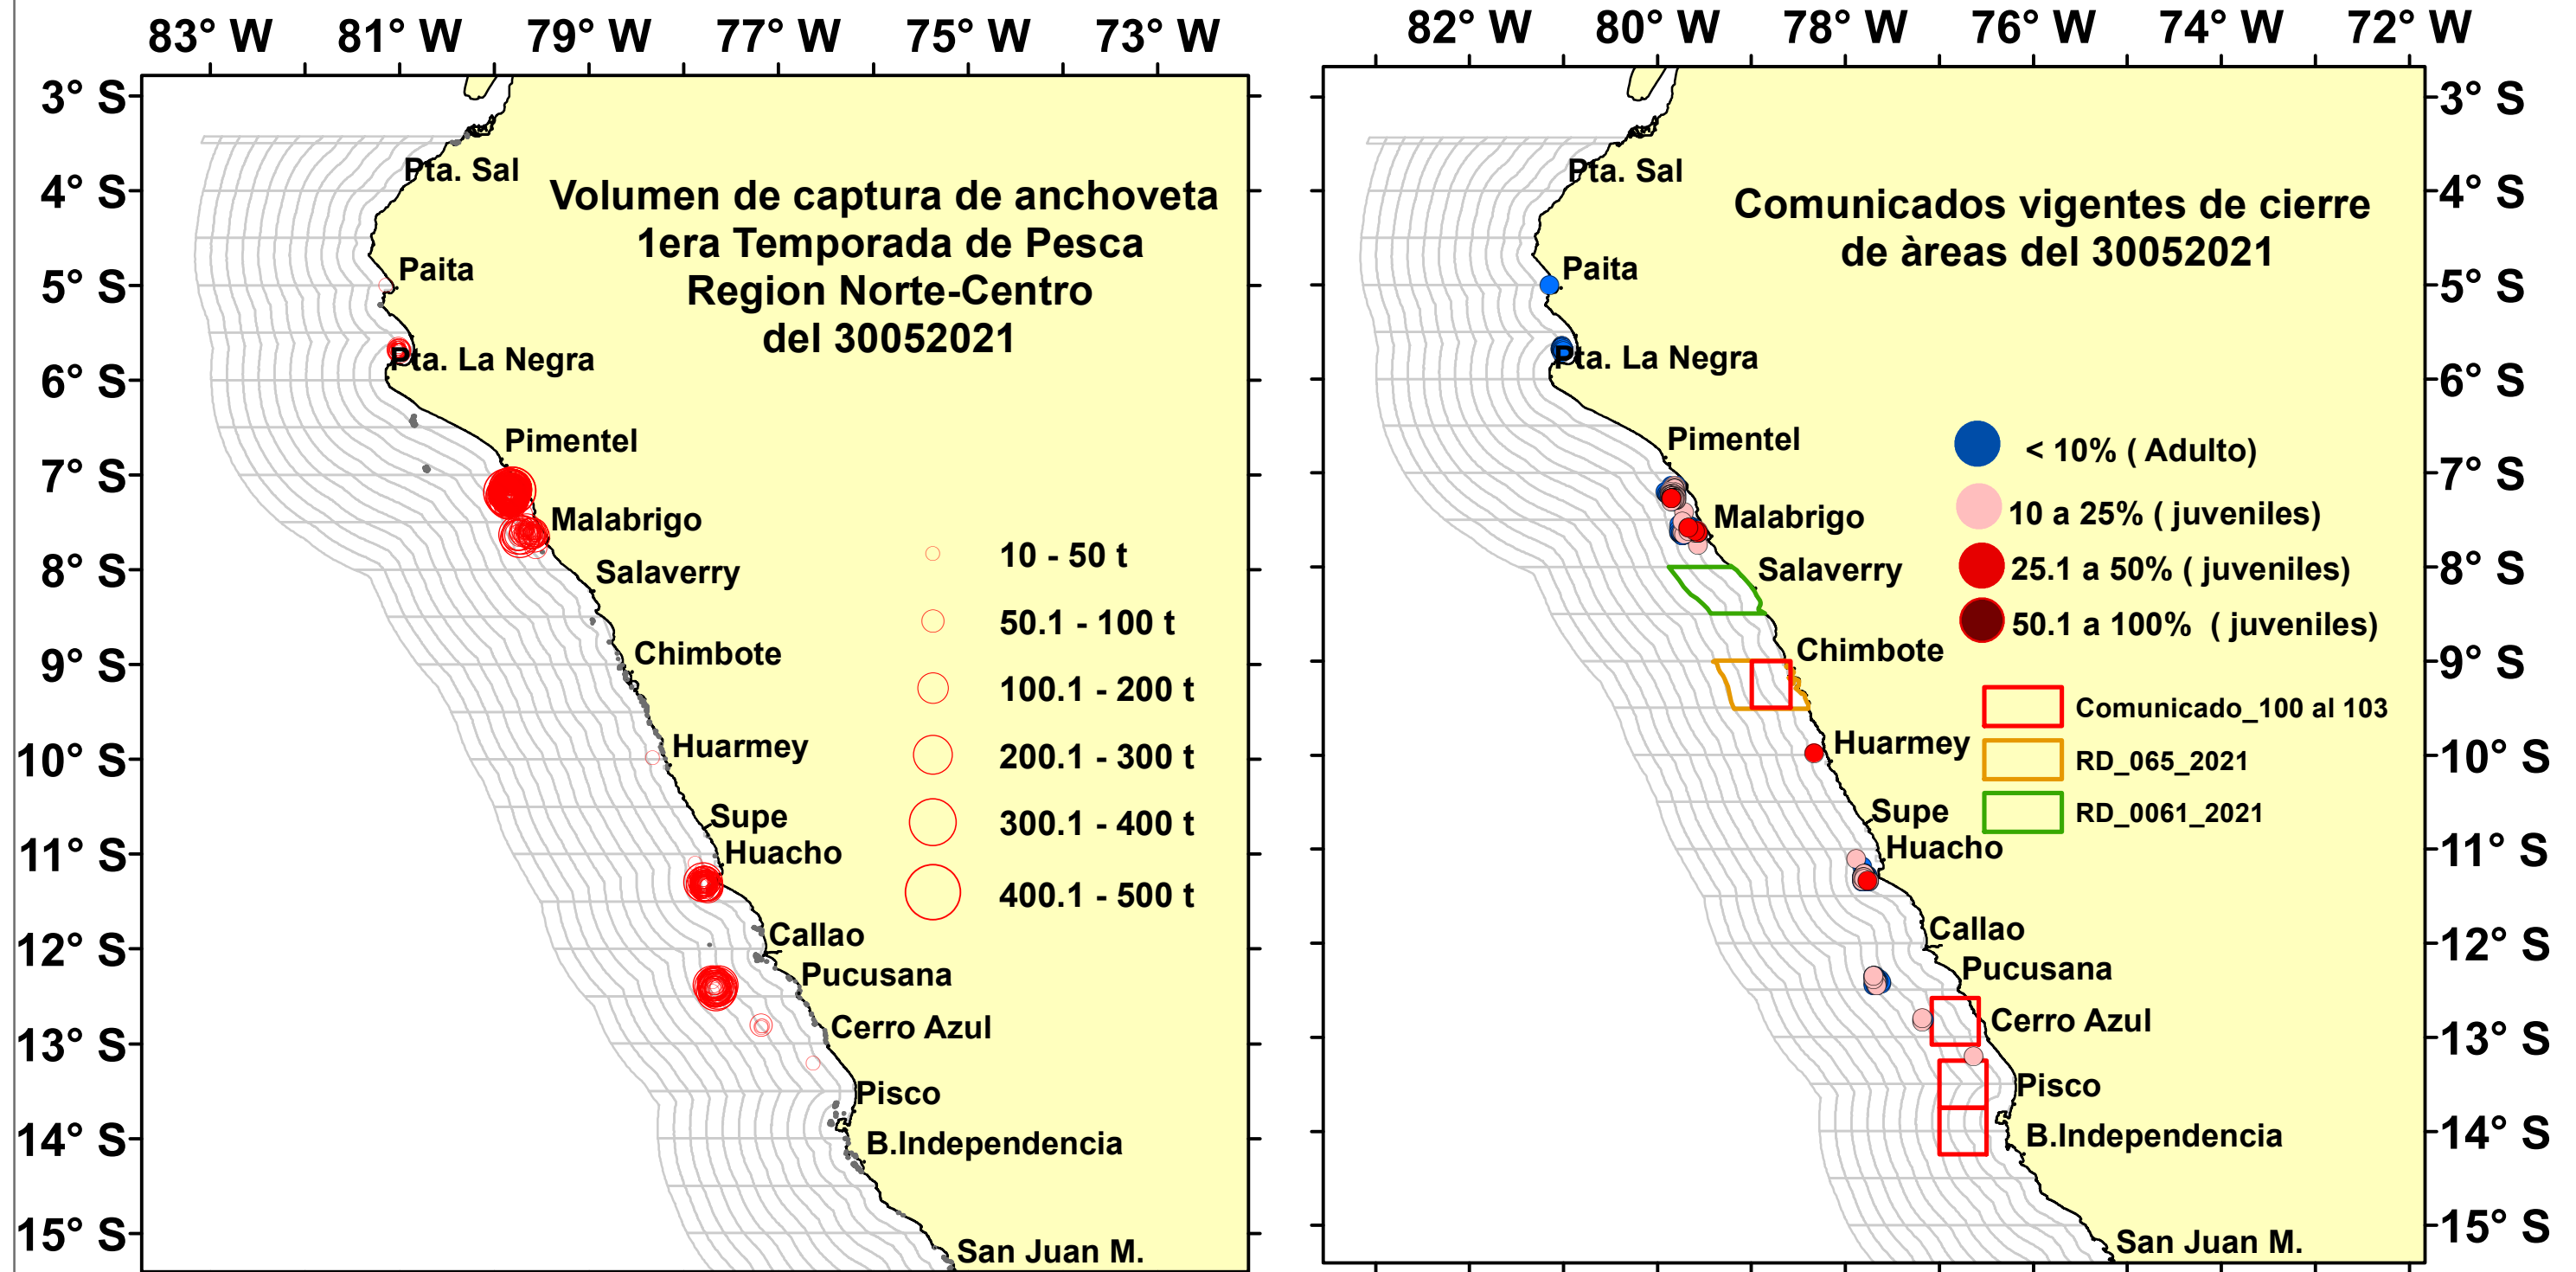 83° W 81° W 79° W 77° W 75° W 73° W
3° S
4° S
5° S
6° S
7° S
8° S
9° S
10° S
11° S
12° S
13° S
14° S
15° S
Volumen de captura de anchoveta
1era Temporada de Pesca
Region Norte-Centro
del 30052021
Pta. Sal
Paita
Pta. La Negra
Pimentel
Malabrigo
Salaverry
Chimbote
Huarmey
Supe
Huacho
Callao
Pucusana
Cerro Azul
Pisco
B.Independencia
San Juan M.
10 - 50 t
50.1 - 100 t
100.1 - 200 t
200.1 - 300 t
300.1 - 400 t
400.1 - 500 t
82° W 80° W 78° W 76° W 74° W 72° W
Comunicados vigentes de cierre
de àreas del 30052021
Pta. Sal
Paita
Pta. La Negra
Pimentel
Malabrigo
Salaverry
Chimbote
Huarmey
Supe
Huacho
Callao
Pucusana
Cerro Azul
Pisco
B.Independencia
San Juan M.
< 10% ( Adulto)
10 a 25% ( juveniles)
25.1 a 50% ( juveniles)
50.1 a 100% ( juveniles)
Comunicado_100 al 103
RD_065_2021
RD_0061_2021
3° S
4° S
5° S
6° S
7° S
8° S
9° S
10° S
11° S
12° S
13° S
14° S
15° S